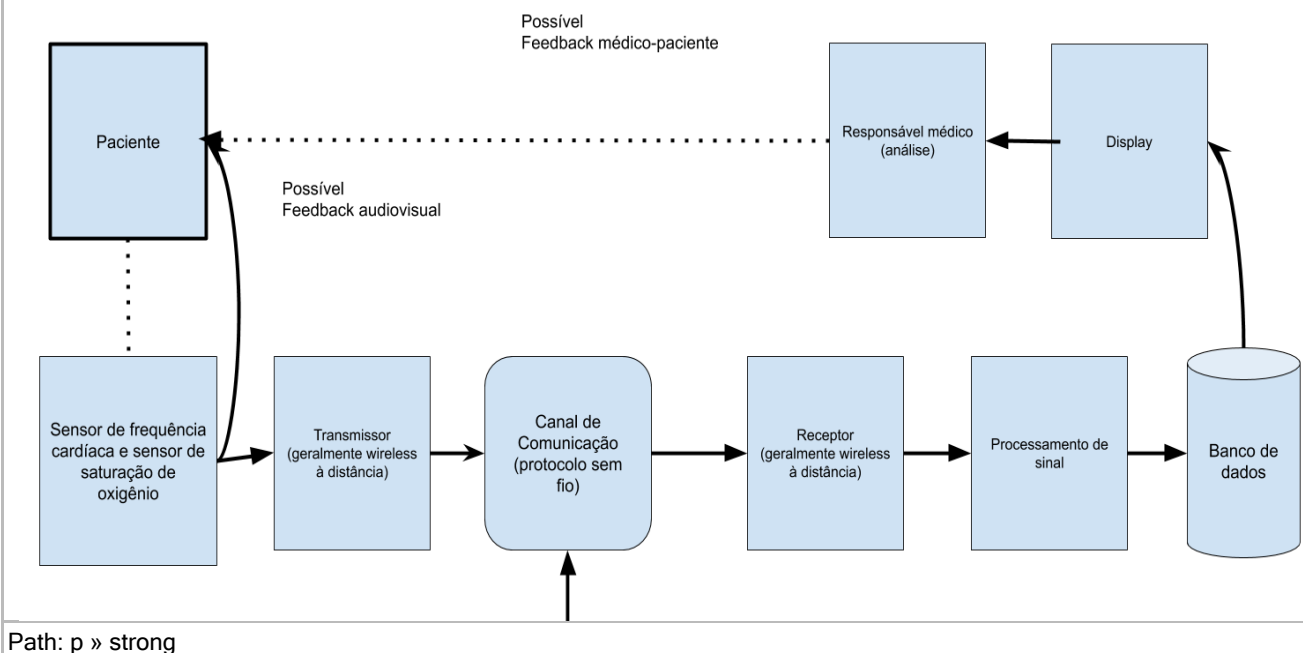 Possível
Feedback médico-paciente
Paciente
Responsável médico
(análise)
Display
Possível
Feedback audiovisual
Sensor de frequência
cardíaca e sensor de
saturação de
oxigênio
Transmissor
(geralmente wireless
à distância)
Canal de
Comunicação
(protocolo sem
fio)
Receptor
(geralmente wireless
à distância)
Processamento de
sinal
Banco de
dados
Path: p » strong